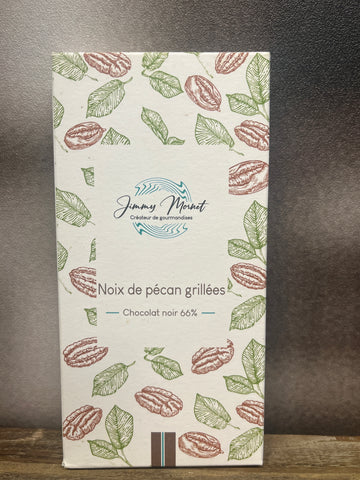 Jimmy Mornet
Créateur de gourmandises
Noix de pécan grillées
Chocolat noir 66%